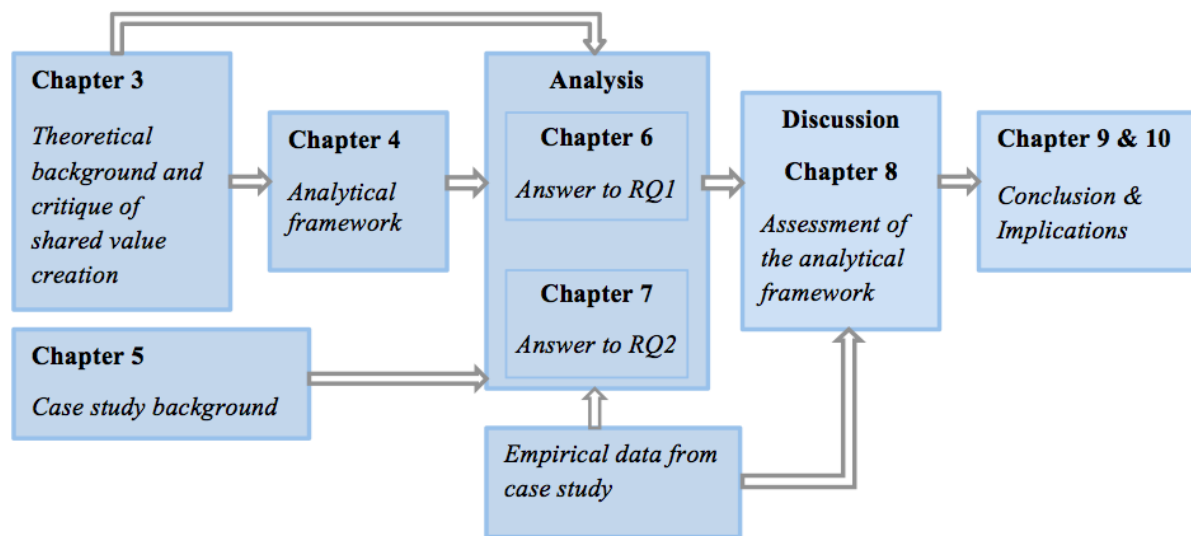 Chapter 3
Theoretical
background and
critique of
shared value
creation
Chapter 4
Analytical
framework
Analysis
Chapter 6
Answer to RQ1
Chapter 7
Answer to RQ2
Discussion
Chapter 8
Assessment of
the analytical
framework
Chapter 9 & 10
Conclusion &
Implications
Chapter 5
Case study background
Empirical data from
case study